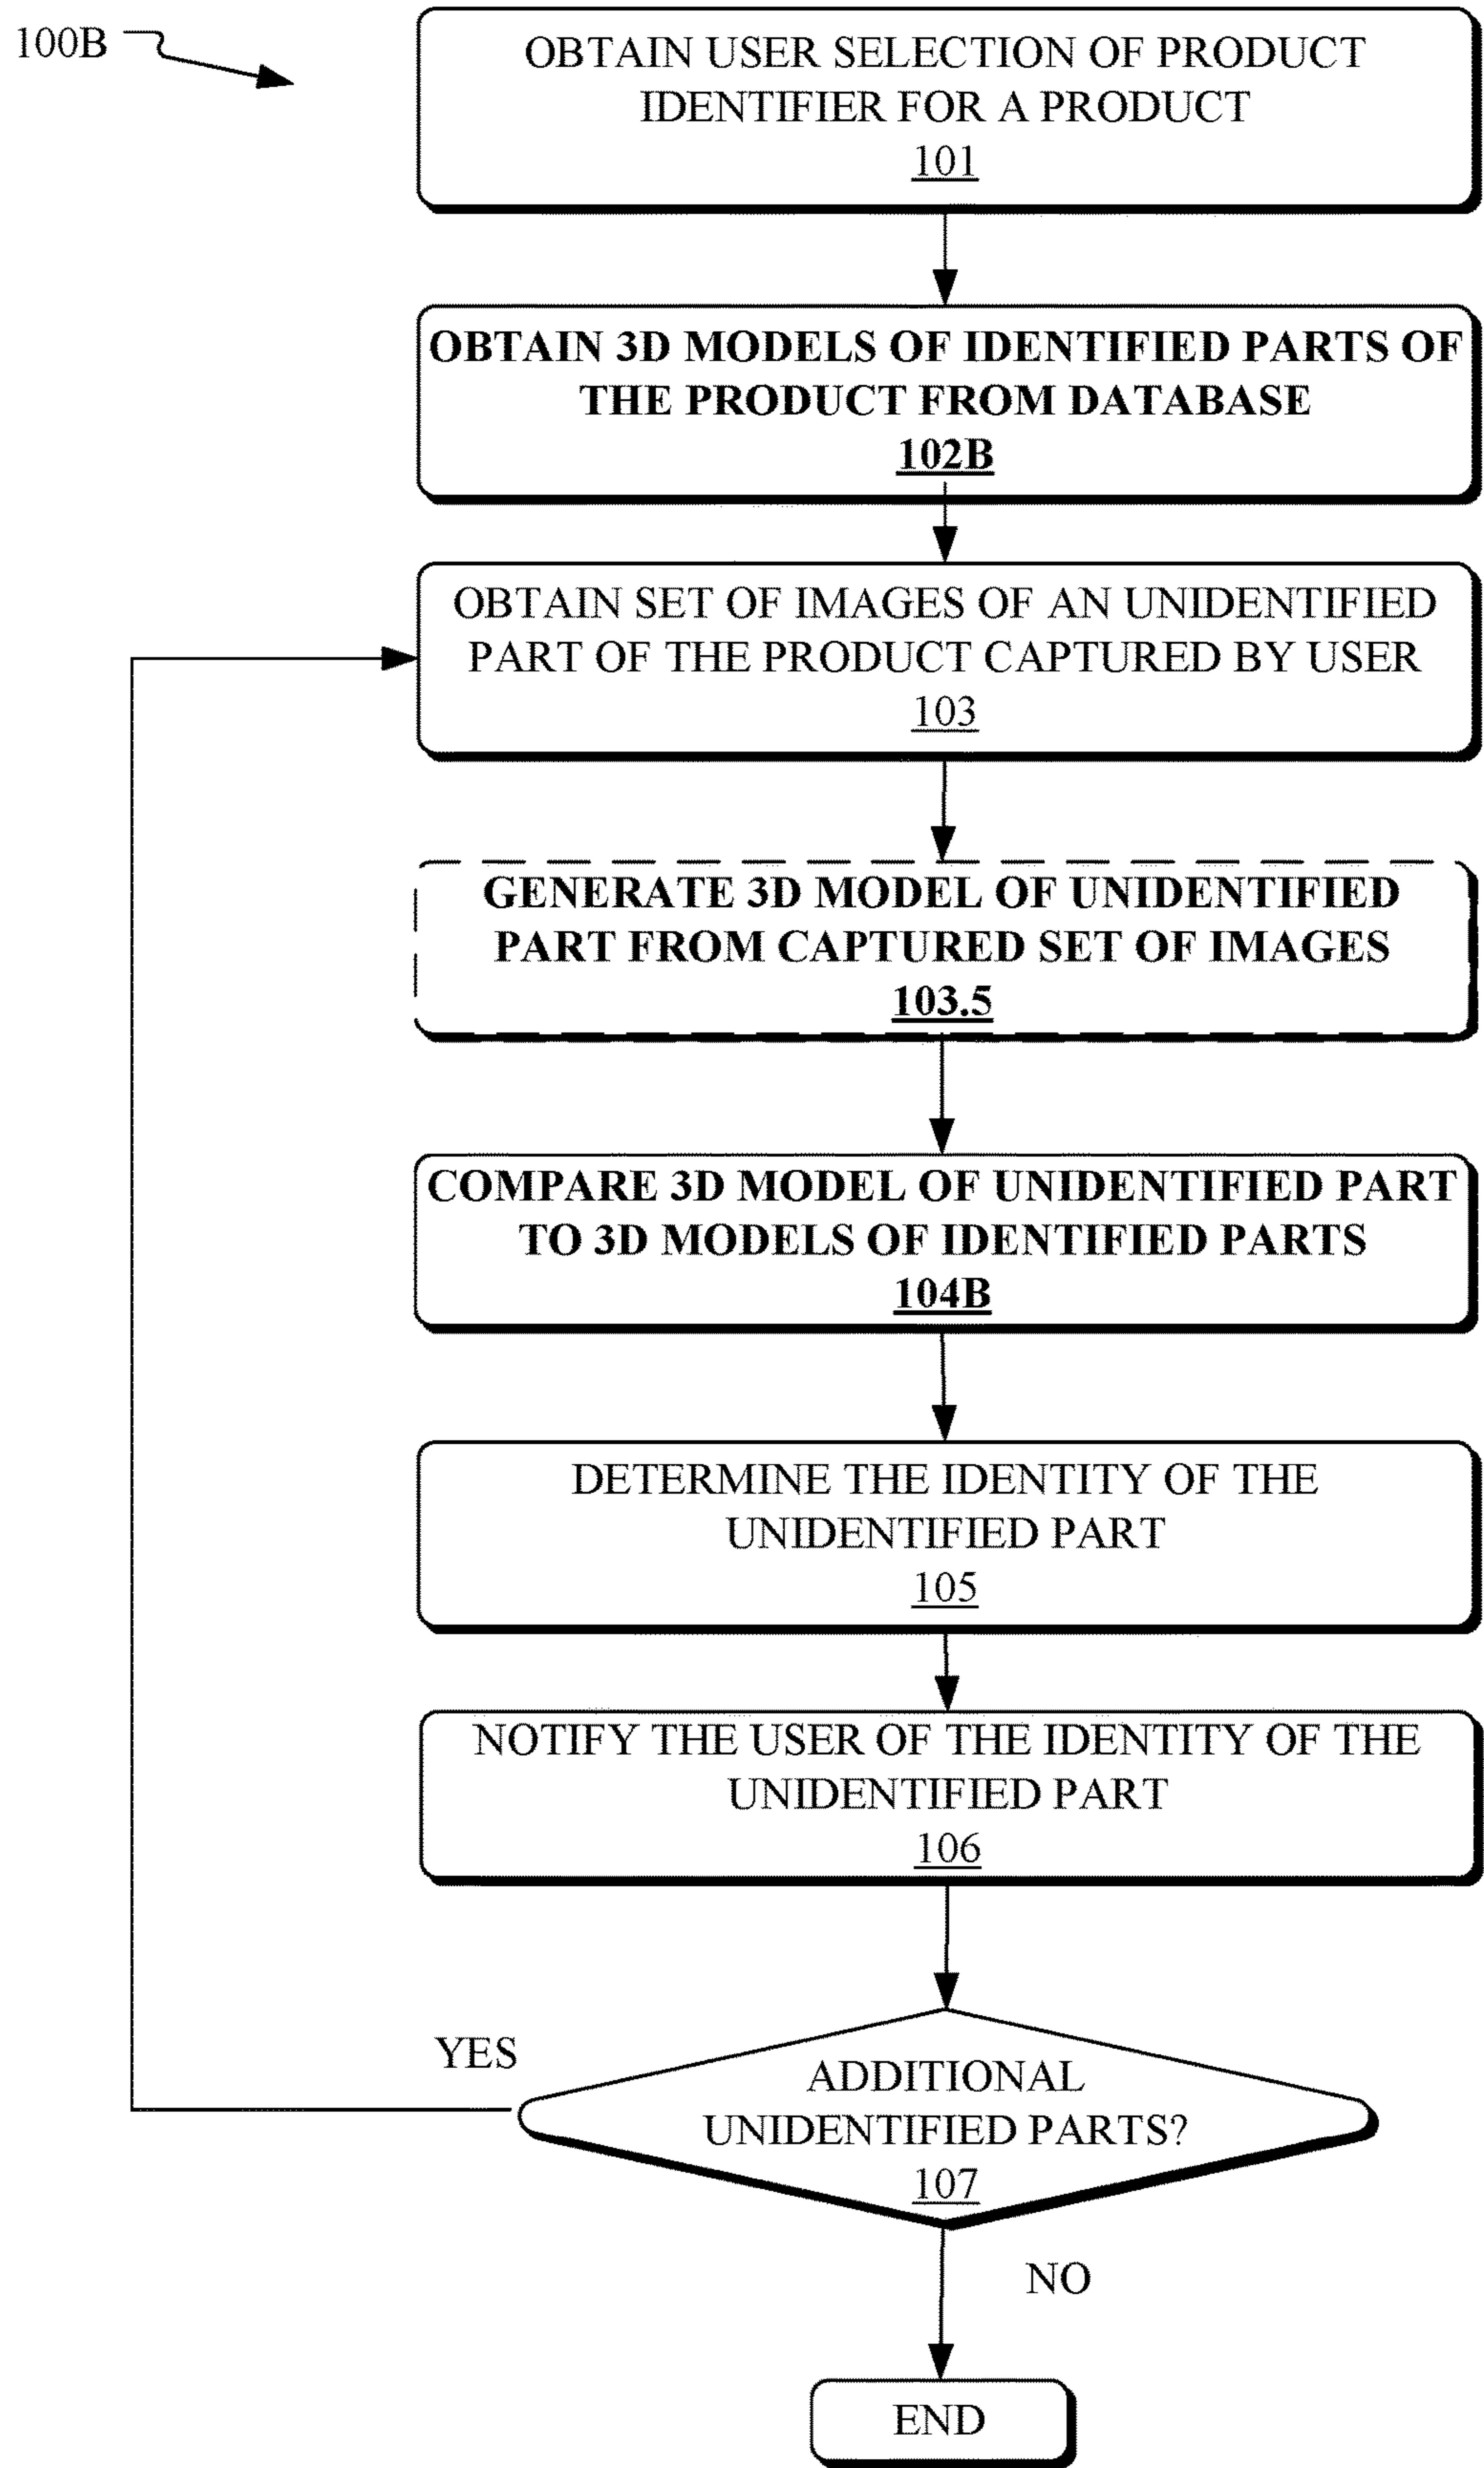 100B
OBTAIN USER SELECTION OF PRODUCT
IDENTIFIER FOR A PRODUCT
101
OBTAIN 3D MODELS OF IDENTIFIED PARTS OF
THE PRODUCT FROM DATABASE
102B
OBTAIN SET OF IMAGES OF AN UNIDENTIFIED
PART OF THE PRODUCT CAPTURED BY USER
103
GENERATE 3D MODEL OF UNIDENTIFIED
PART FROM CAPTURED SET OF IMAGES
103.5
COMPARE 3D MODEL OF UNIDENTIFIED PART
TO 3D MODELS OF IDENTIFIED PARTS
104B
DETERMINE THE IDENTITY OF THE
UNIDENTIFIED PART
105
NOTIFY THE USER OF THE IDENTITY OF THE
UNIDENTIFIED PART
106
YES
ADDITIONAL
UNIDENTIFIED PARTS?
107
NO
END